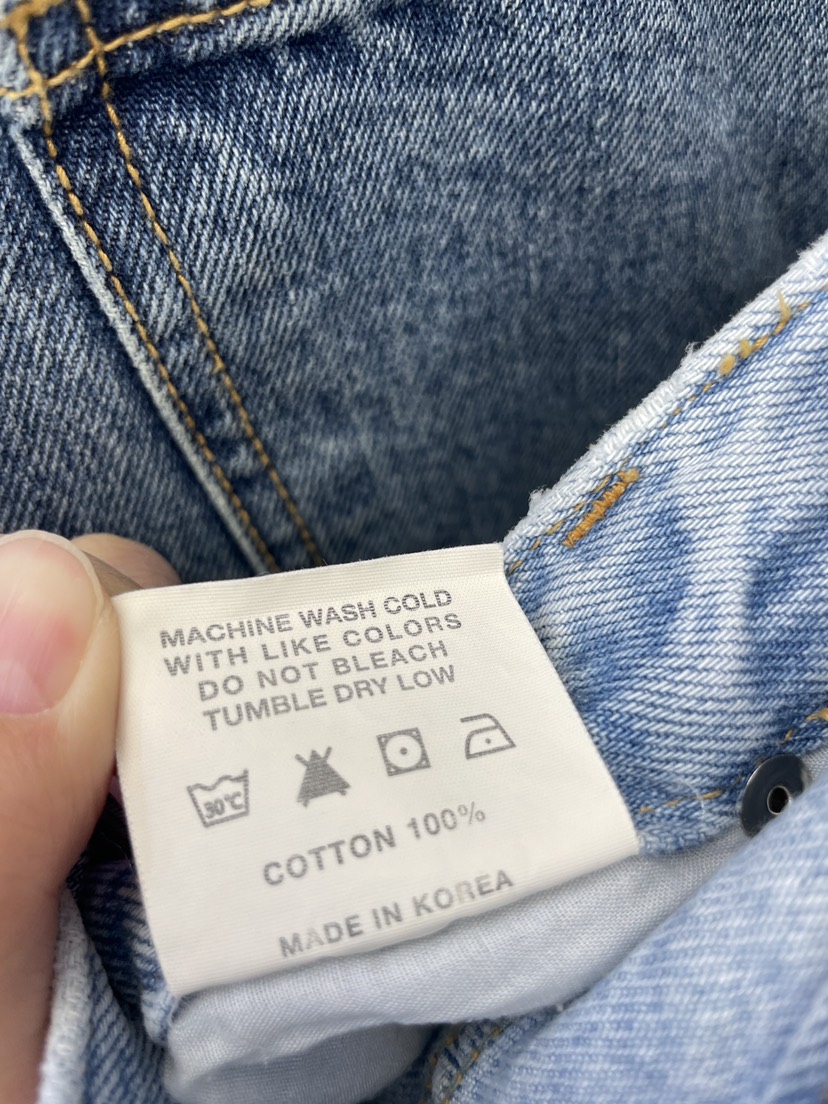 MACHINE WASH COLD
WITH LIKE COLORS
DO NOT BLEACH
TUMBLE DRY LOW
30℃
COTTON 100%
MADE IN KOREA